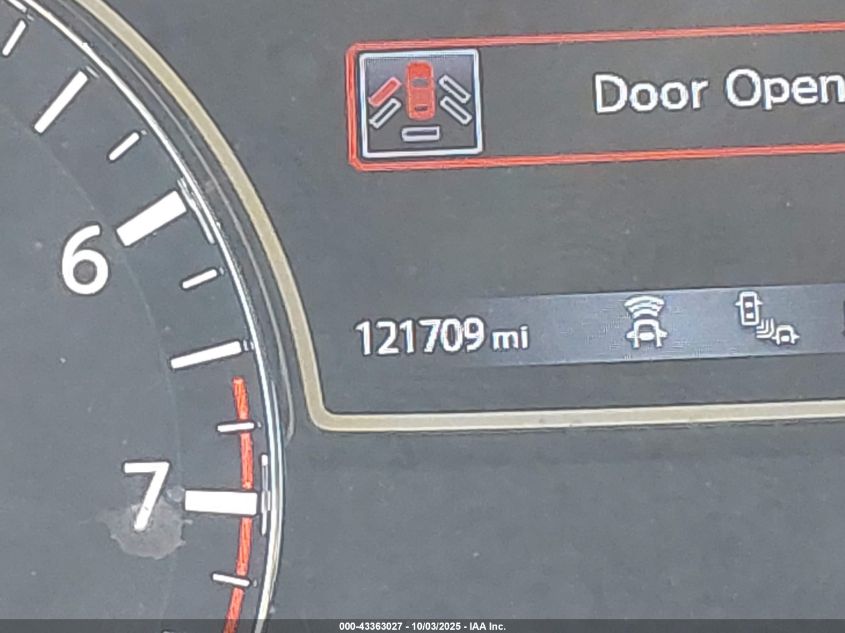 Door Open
6
121709 mi
7
000-43363027 - 10/03/2025 - IAA Inc.